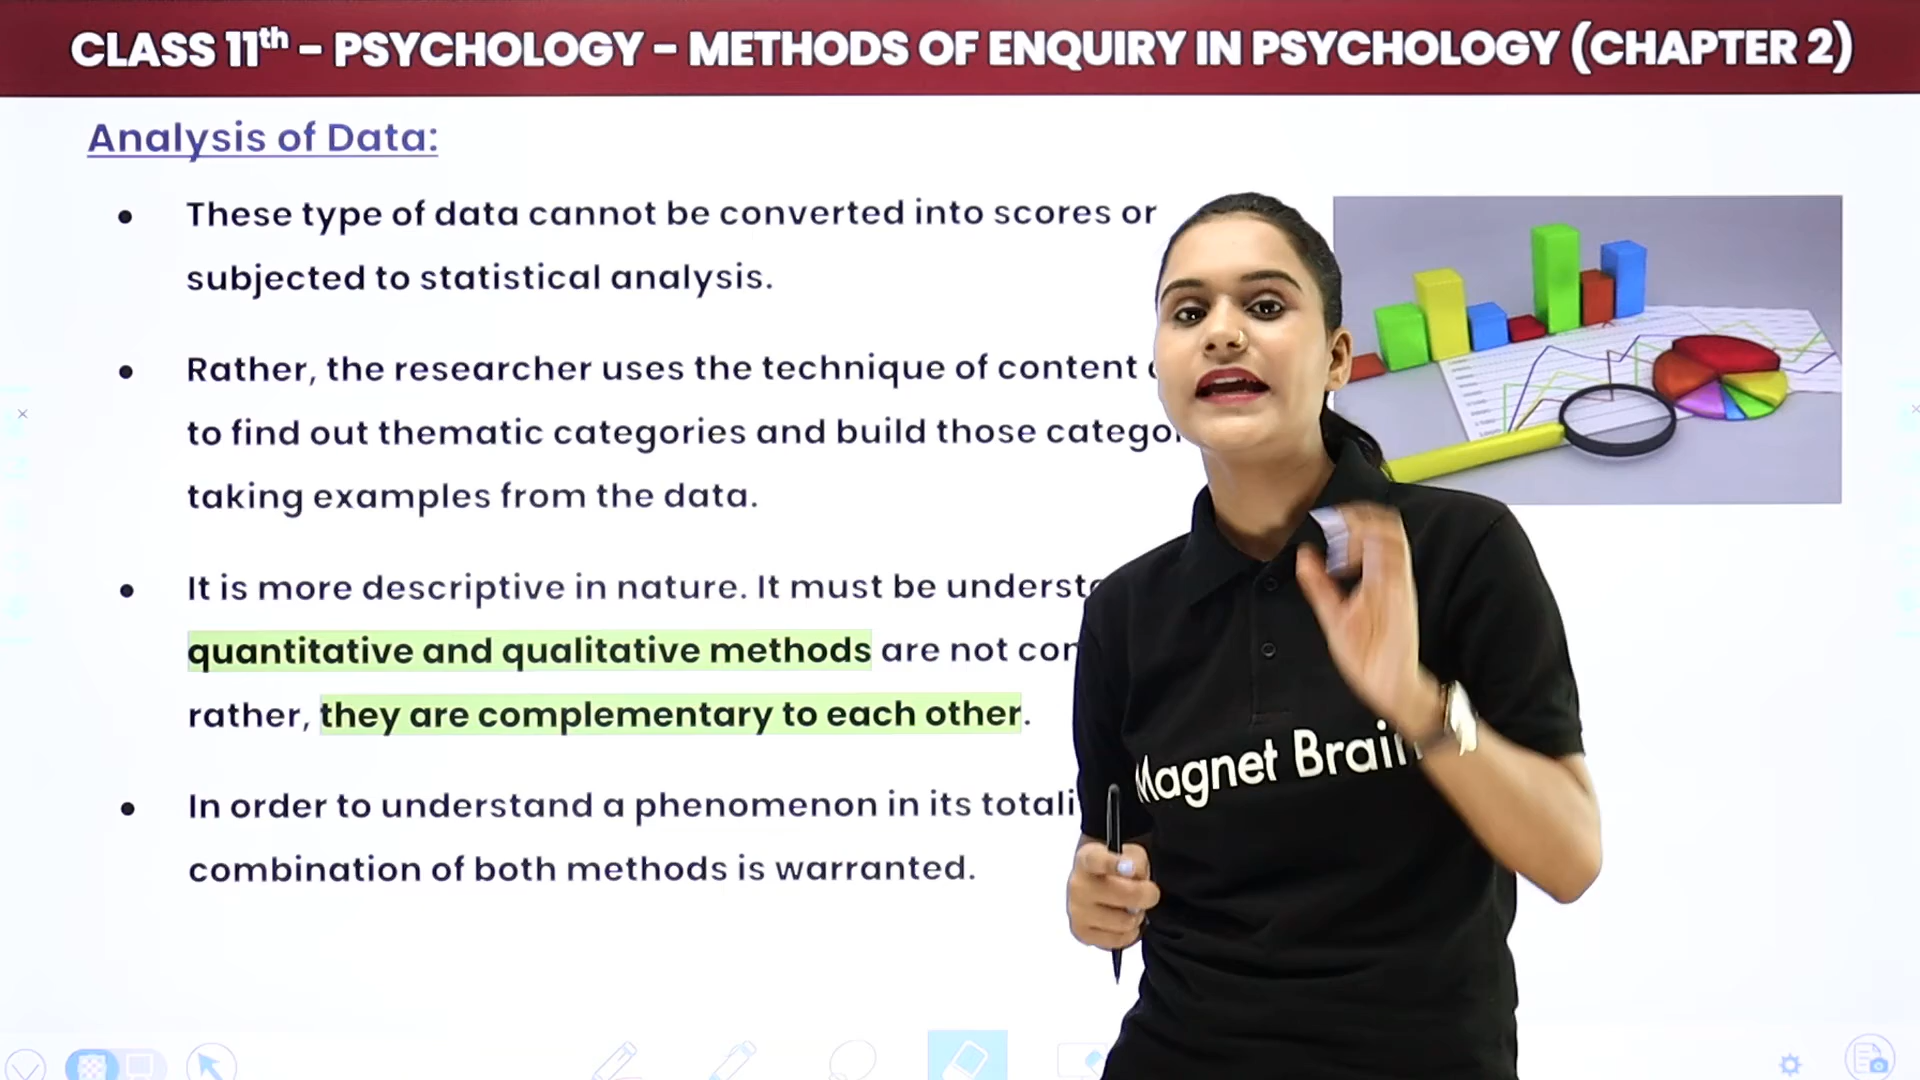 CLASS 11th - PSYCHOLOGY - METHODS OF ENQUIRY IN PSYCHOLOGY (CHAPTER 2)
Analysis of Data:
• These type of data cannot be converted into scores or
subjected to statistical analysis.
• Rather, the researcher uses the technique of content
to find out thematic categories and build those
taking examples from the data.
• It is more descriptive in nature. It must be
quantitative and qualitative methods are not
rather, they are complementary to each other.
• In order to understand a phenomenon in its
combination of both methods is warranted.
Magnet